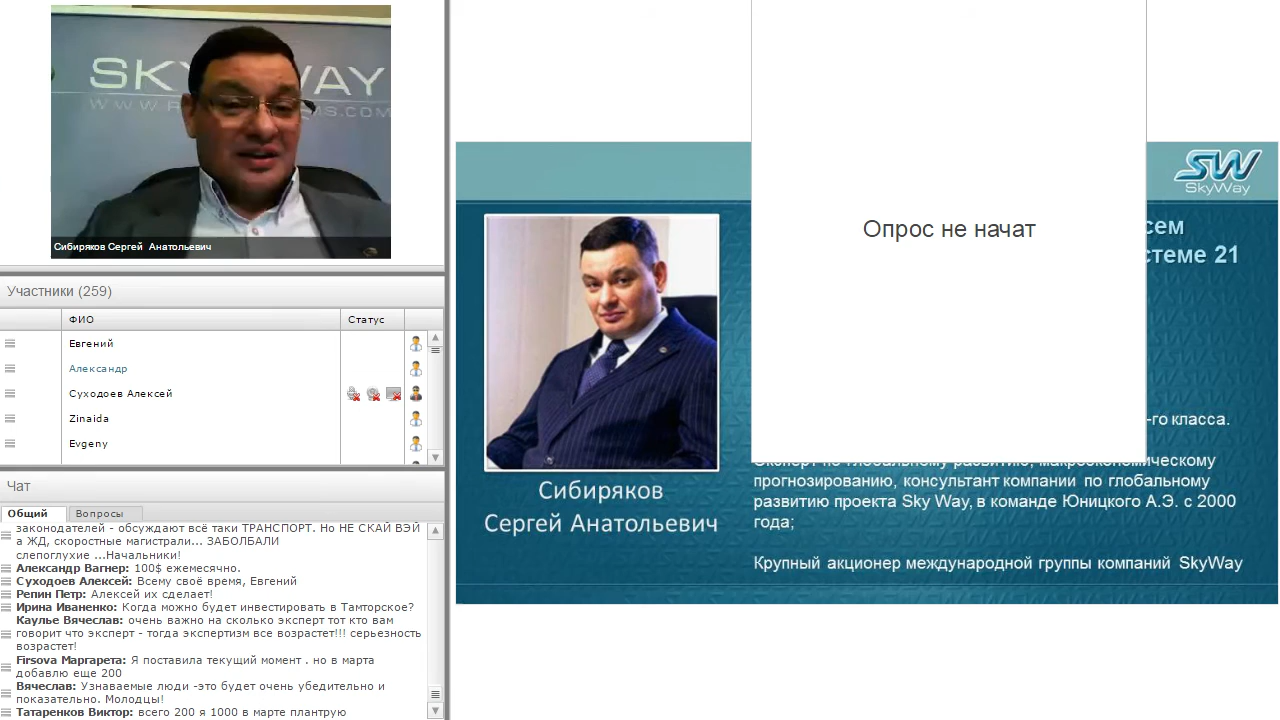 SKYWAY
Сибиряков Сергей Анатольевич
Участники (259)
ФИО
Статус
Евгений
Александр
Суходоев Алексей
Zinaida
Evgeny
Чат
Общий
Вопросы
законодателей - обсуждают всё таки ТРАНСПОРТ. Но НЕ СКАЙ ВЭЙ
а ЖД, скоростные магистрали... ЗАБОЛБАЛИ
слепоглухие ...Начальники!
Александр Вагнер: 100$ ежемесячно.
Суходоев Алексей: Всему своё время, Евгений
Репин Петр: Алексей их сделает!
Ирина Иваненко: Когда можно будет инвестировать в Тамторское?
Каулье Вячеслав: очень важно на сколько эксперт тот кто вам
говорит что эксперт - тогда экспертизм все возрастет!!! серьезность
возрастет!
Firsova Маргарета: Я поставила текущий момент . но в марта
добавлю еще 200
Вячеслав: Узнаваемые люди -это будет очень убедительно и
показательно. Молодцы!
Татаренков Виктор: всего 200 я 1000 в марте плантрую
Опрос не начат
SW
SkyWay
сем
стеме 21
Сибиряков
Сергей Анатольевич
-го класса.
Эксперт по глобальному развитию, макроэкономическому
прогнозированию, консультант компании по глобальному
развитию проекта Sky Way, в команде Юницкого А.Э. с 2000
года;
Крупный акционер международной группы компаний SkyWay